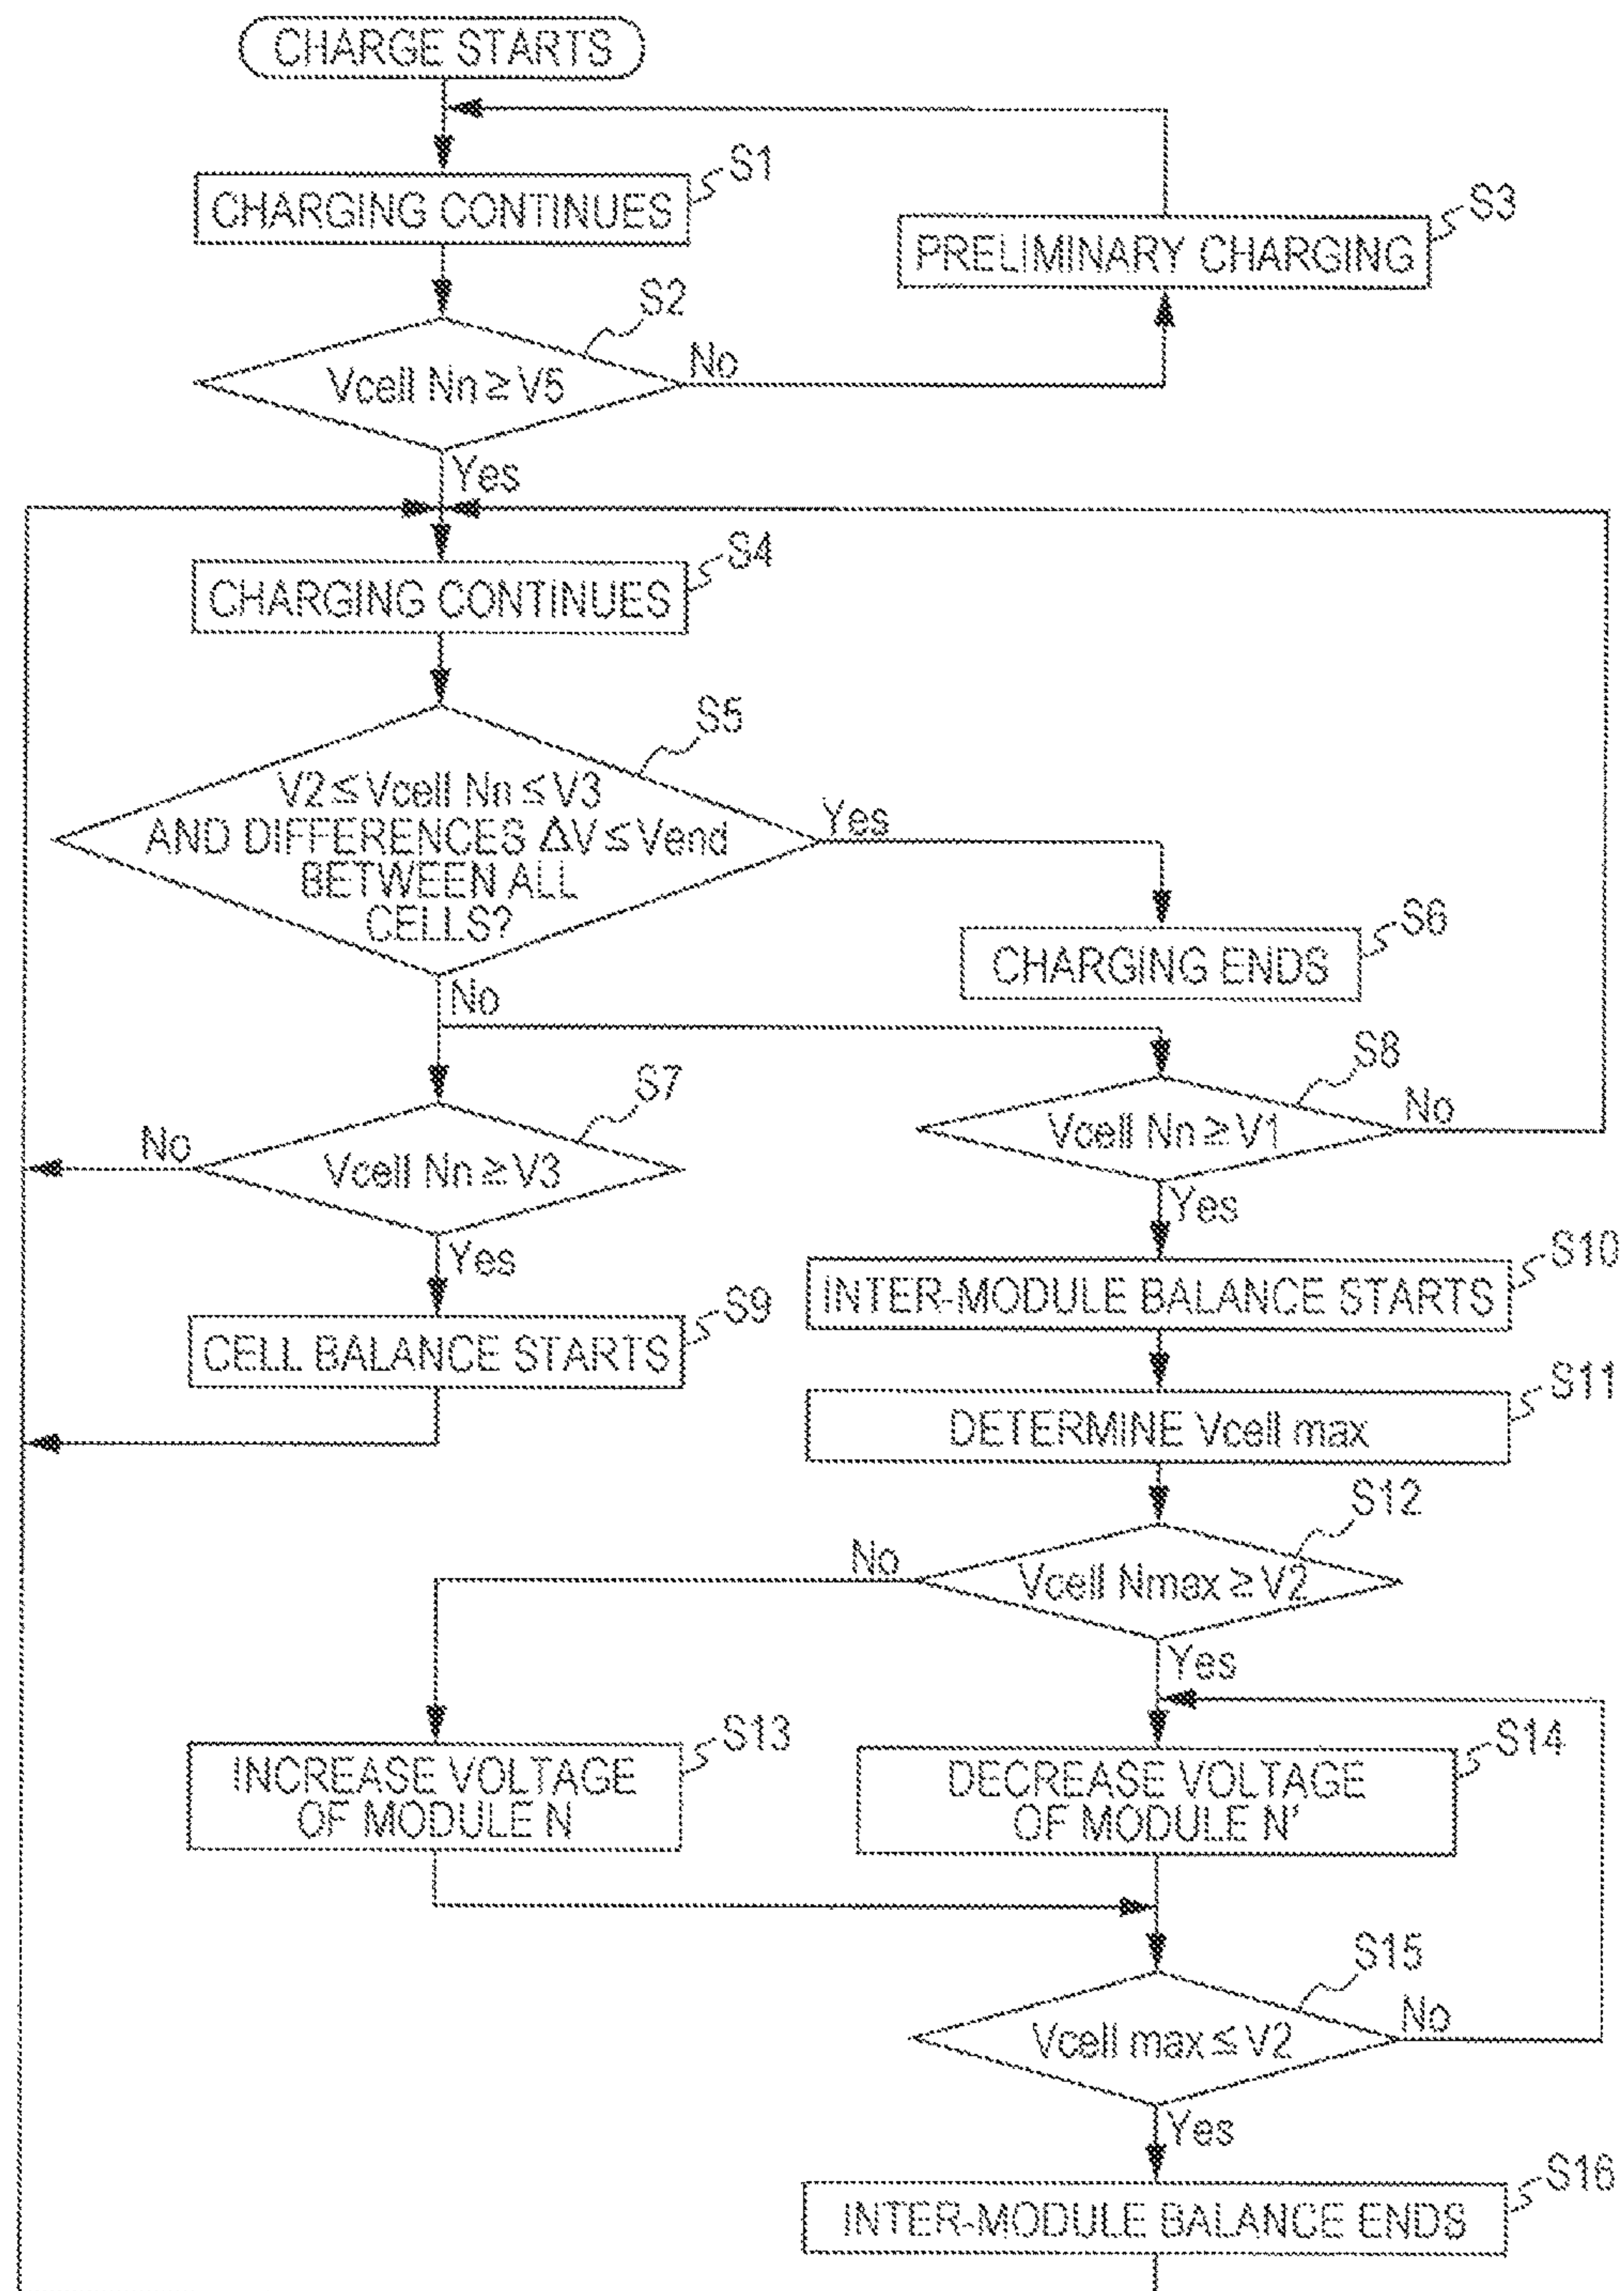 CHARGE STARTS
S1
CHARGING CONTINUES
S3
PRELIMINARY CHARGING
S2
Vcell Nn ≥ V5
No
Yes
S4
CHARGING CONTINUES
S5
V2 ≤ Vcell Nn ≤ V3
AND DIFFERENCES ΔV ≤ Vend
BETWEEN ALL
CELLS?
Yes
S6
CHARGING ENDS
No
S7
Vcell Nn ≥ V3
No
Yes
S8
Vcell Nn ≥ V1
No
Yes
S9
CELL BALANCE STARTS
S10
INTER-MODULE BALANCE STARTS
S11
DETERMINE Vcell max
S12
Vcell Nmax ≥ V2
No
Yes
S13
INCREASE VOLTAGE
OF MODULE N
S14
DECREASE VOLTAGE
OF MODULE N'
S15
Vcell max ≤ V2
No
Yes
S16
INTER-MODULE BALANCE ENDS